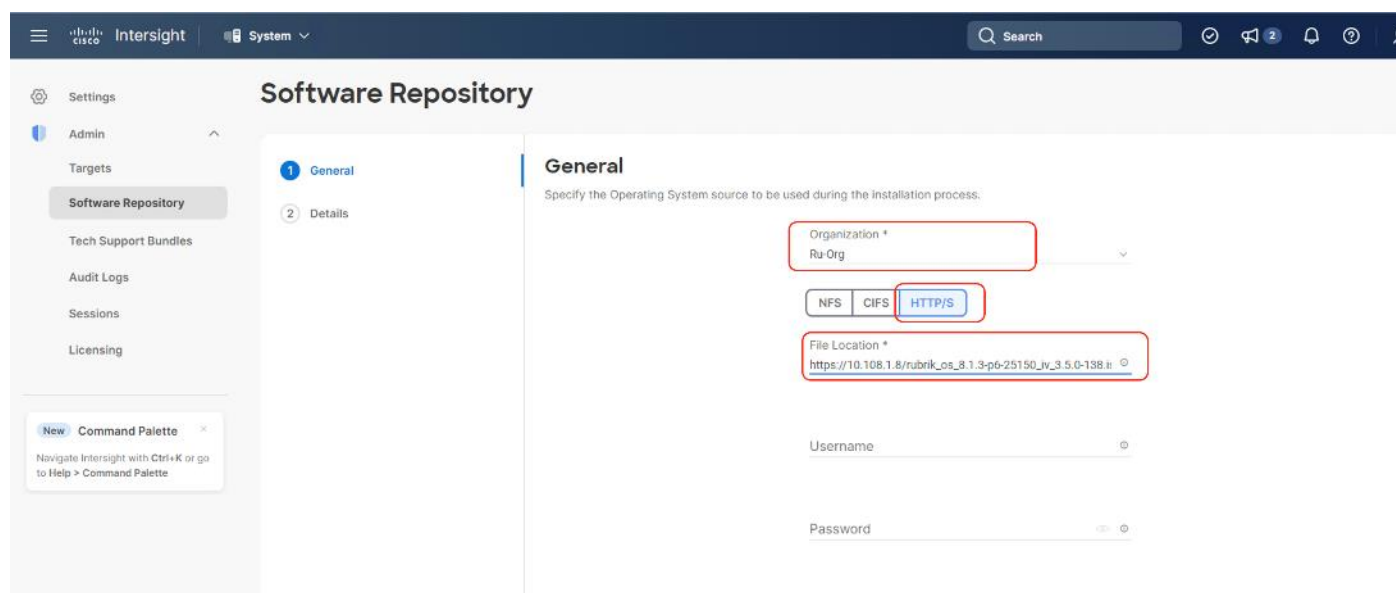 cisco Intersight System Search 2
Settings
Admin
Targets
Software Repository
Tech Support Bundles
Audit Logs
Sessions
Licensing
New Command Palette
Navigate Intersight with Ctrl+K or go
to Help > Command Palette
Software Repository
1 General
2 Details
General
Specify the Operating System source to be used during the installation process.
Organization *
Ru-Org
NFS CIFS HTTP/S
File Location *
https://10.108.1.8/rubrik_os_8.1.3-p6-25150_iv_3.5.0-138.i
Username
Password